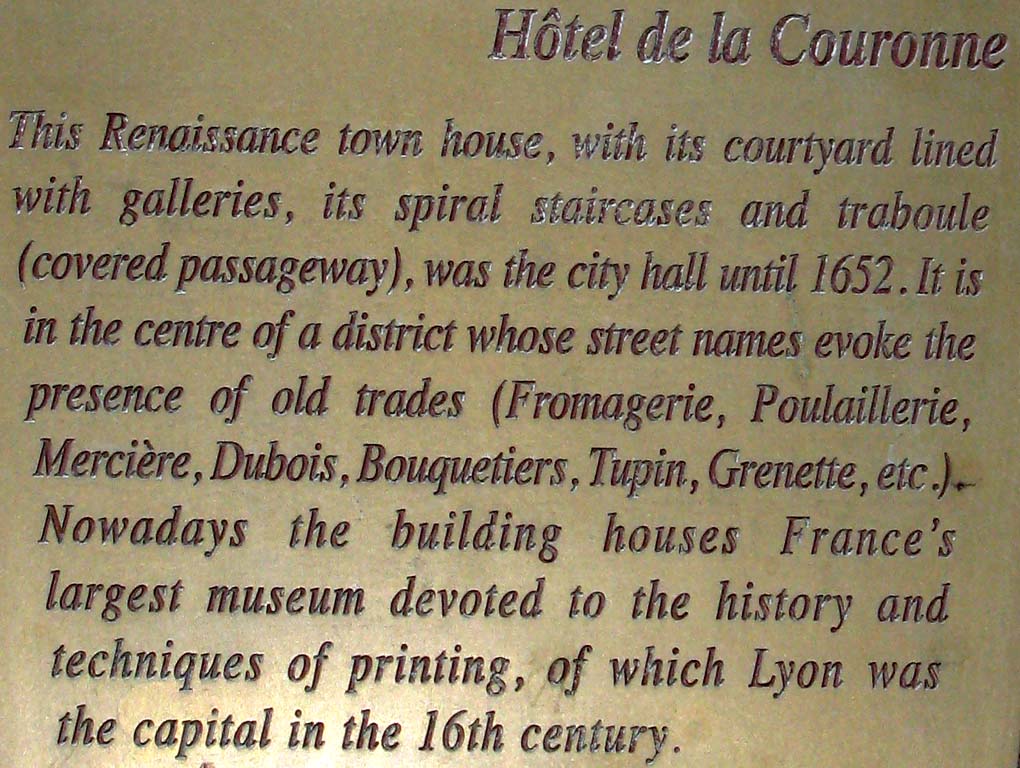 Hôtel de la Couronne
This Renaissance town house, with its courtyard lined
with galleries, its spiral staircases and traboule
(covered passageway), was the city hall until 1652. It is
in the centre of a district whose street names evoke the
presence of old trades (Fromagerie, Poulaillerie,
Mercière, Dubois, Bouquetiers, Tupin, Grenette, etc.).
Nowadays the building houses France's
largest museum devoted to the history and
techniques of printing, of which Lyon was
the capital in the 16th century.